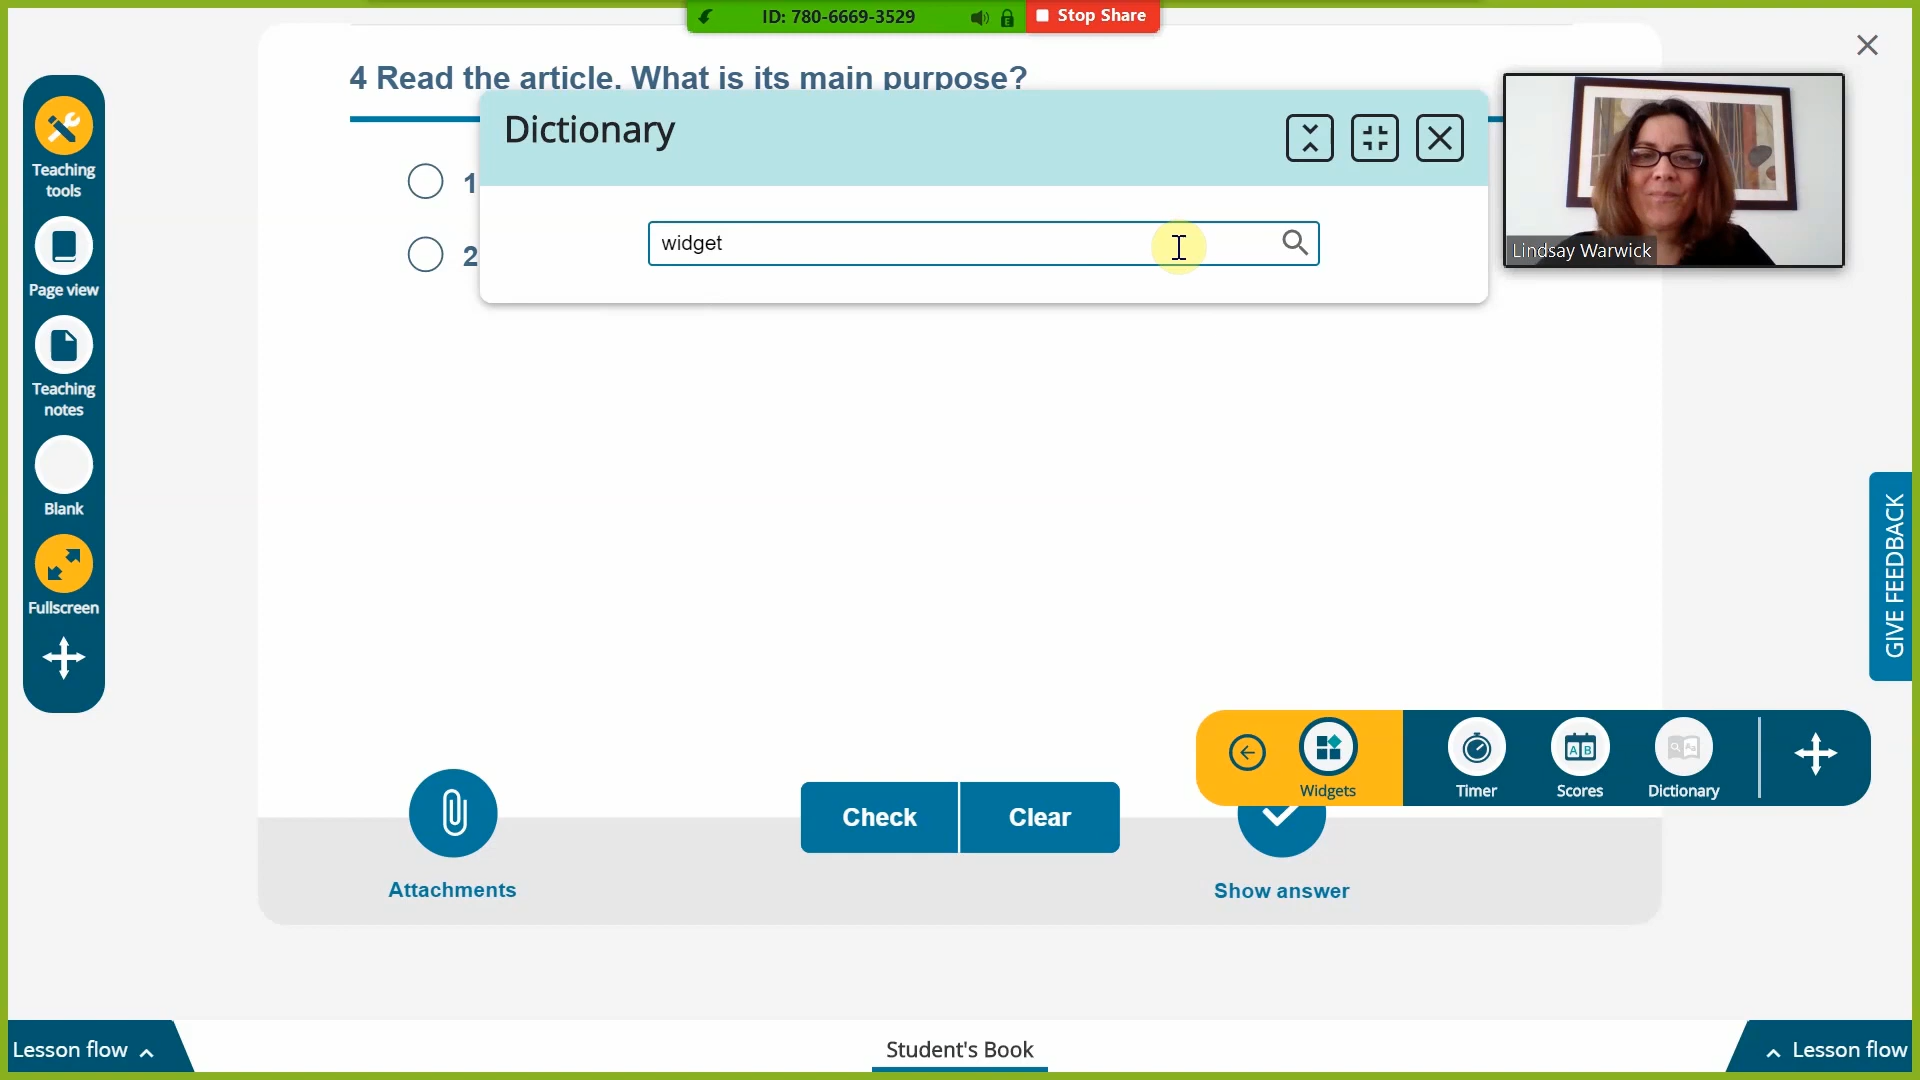 ID: 780-6669-3529
Stop Share
4 Read the article. What is its main purpose?
Dictionary
1
2
widget
Lindsay Warwick
Teaching
tools
Page view
Teaching
notes
Blank
Fullscreen
GIVE FEEDBACK
Widgets
Timer
A B
Scores
Dictionary
Check
Clear
Attachments
Show answer
Lesson flow
Student's Book
Lesson flow